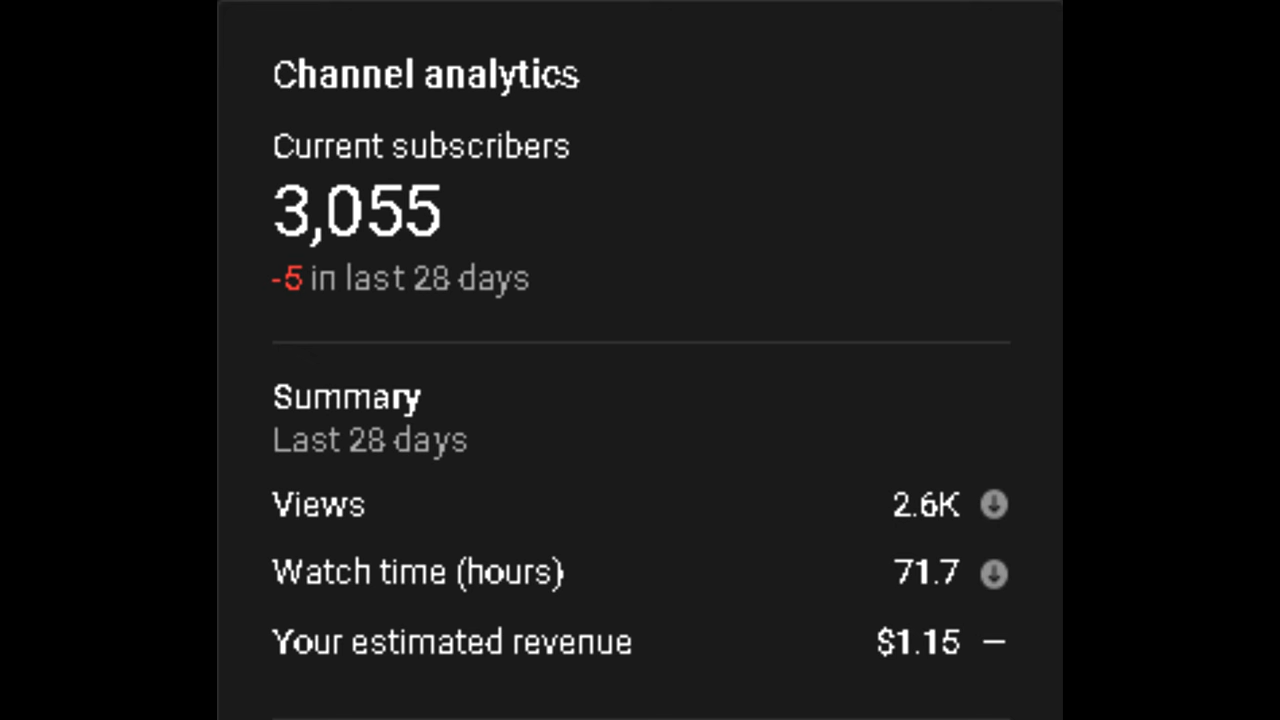 Channel analytics
Current subscribers
3,055
-5 in last 28 days
Summary
Last 28 days
Views 2.6K
Watch time (hours) 71.7
Your estimated revenue $1.15 —